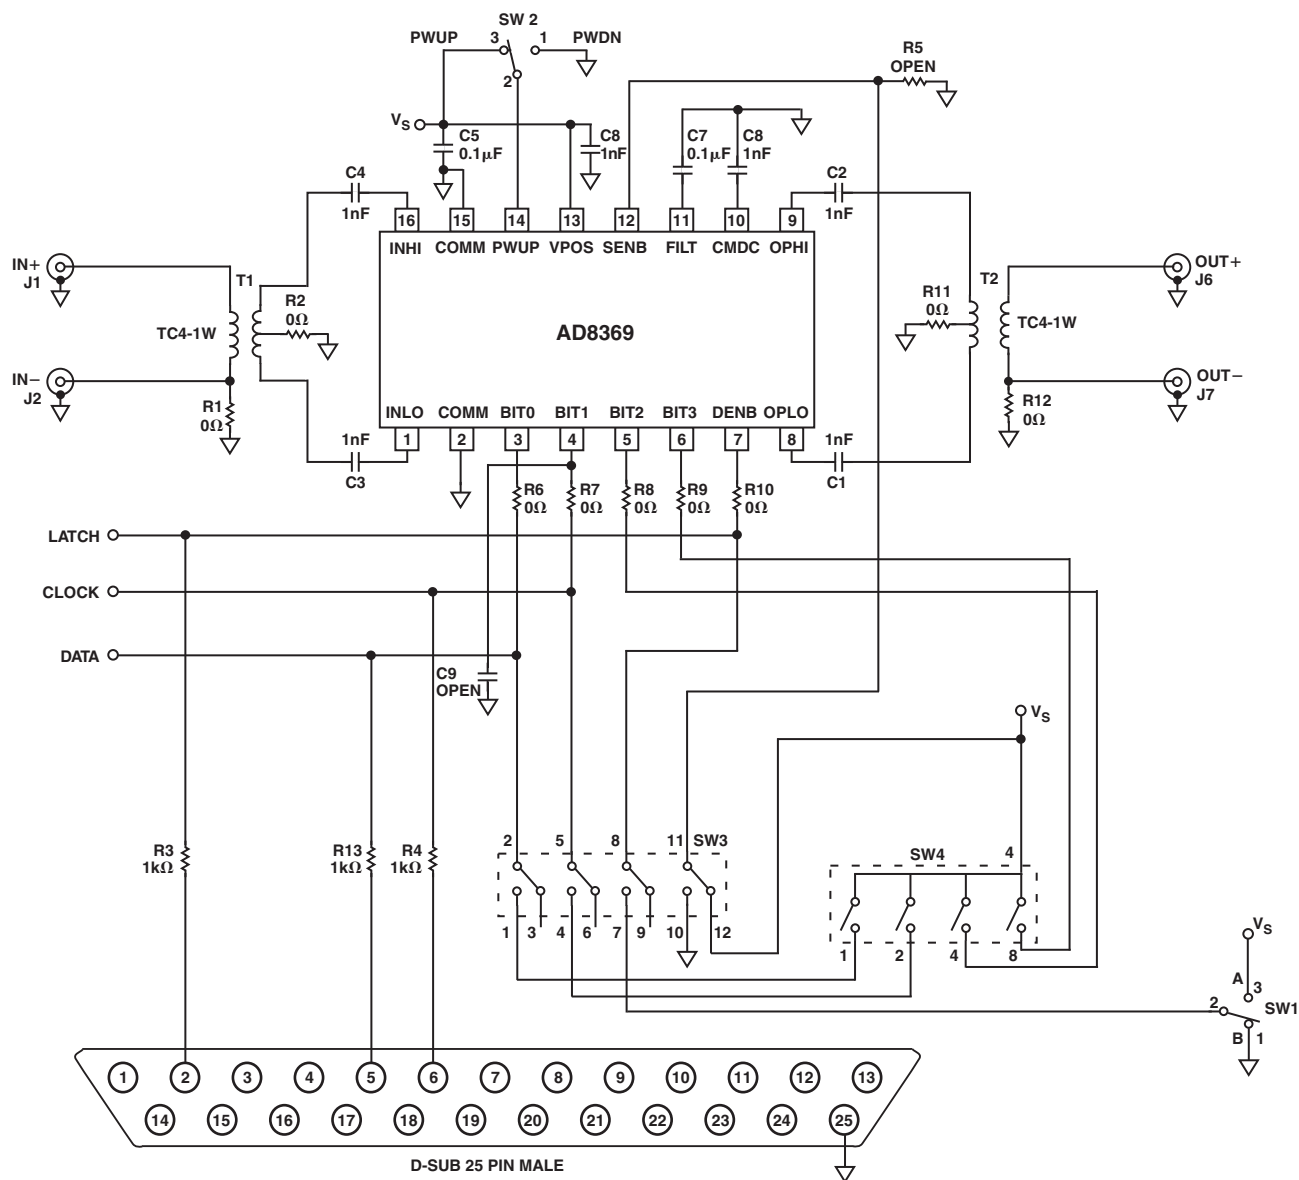 SW 2
PWUP 3 1 PWDN
2
R5
OPEN
VS
C5
0.1µF
C8
1nF
C7
0.1µF
C8
1nF
C4
1nF
C2
1nF
16 15 14 13 12 11 10 9
INHI COMM PWUP VPOS SENB FILT CMDC OPHI
IN+
J1
T1
R2
0Ω
TC4-1W
AD8369
R11
0Ω
T2
TC4-1W
OUT+
J6
IN−
J2
R1
0Ω
OUT−
J7
R12
0Ω
INLO COMM BIT0 BIT1 BIT2 BIT3 DENB OPLO
1 2 3 4 5 6 7 8
1nF
C3
1nF
C1
R6
0Ω
R7
0Ω
R8
0Ω
R9
0Ω
R10
0Ω
LATCH
CLOCK
DATA
C9
OPEN
VS
R3
1kΩ
R13
1kΩ
R4
1kΩ
2 5 8 11 SW3
1 3 4 6 7 9 10 12
SW4 4
1 2 4 8
VS
A 3
2 SW1
B 1
1 2 3 4 5 6 7 8 9 10 11 12 13
14 15 16 17 18 19 20 21 22 23 24 25
D-SUB 25 PIN MALE